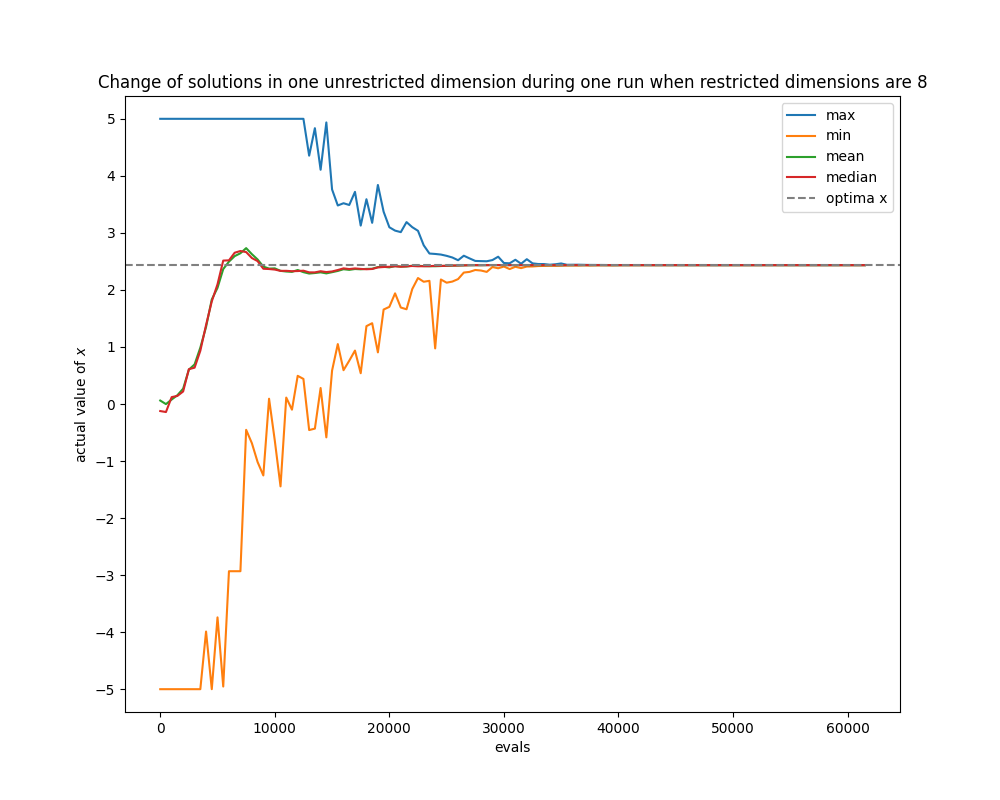 Change of solutions in one unrestricted dimension during one run when restricted dimensions are 8
max
min
mean
median
optima x
5
4
3
2
1
0
−1
−2
−3
−4
−5
actual value of x
0 10000 20000 30000 40000 50000 60000
evals